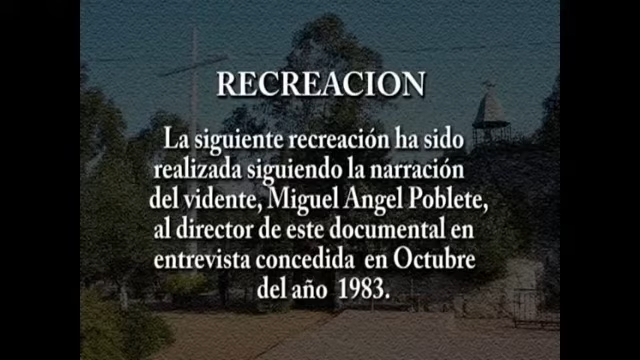 RECREACION
La siguiente recreación ha sido
realizada siguiendo la narración
del vidente, Miguel Angel Poblete,
al director de este documental en
entrevista concedida en Octubre
del año 1983.